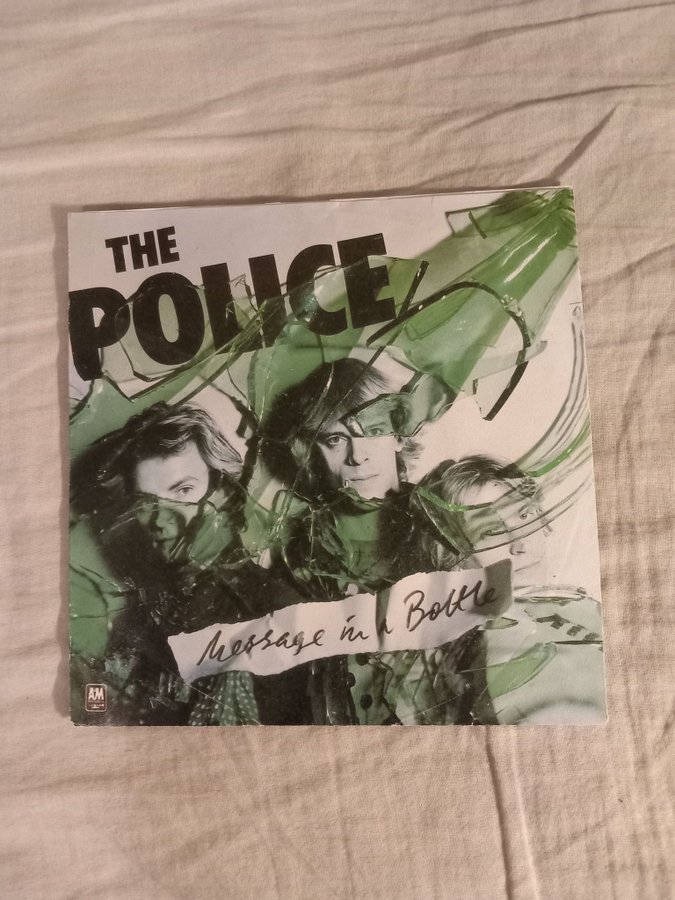 THE
POLICE
Message in a Bottle
A&M